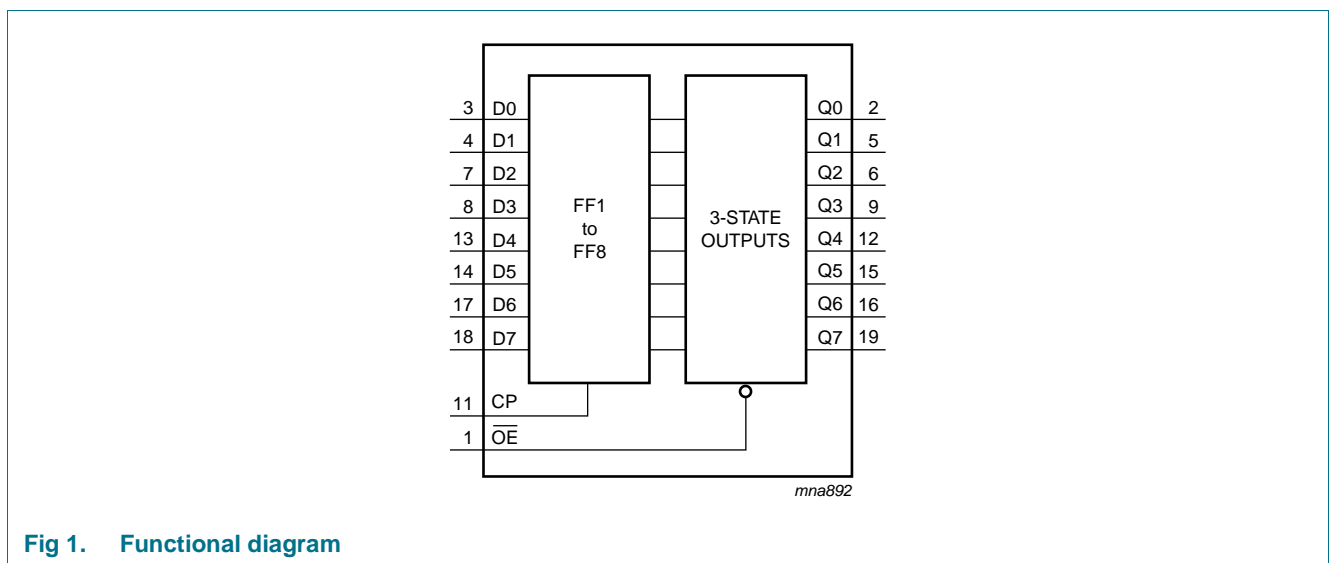 3 D0 Q0 2
4 D1 Q1 5
7 D2 Q2 6
8 D3 FF1 Q3 9
to
3-STATE
13 D4 FF8 OUTPUTS Q4 12
14 D5 Q5 15
17 D6 Q6 16
18 D7 Q7 19
11 CP
1 OE
mna892
Fig 1. Functional diagram